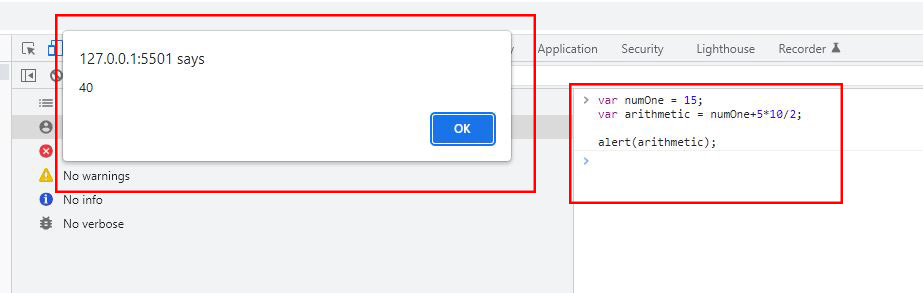 Application Security Lighthouse Recorder
127.0.0.1:5501 says
40
OK
No warnings
No info
No verbose
> var numOne = 15;
var arithmetic = numOne+5*10/2;
alert(arithmetic);
>